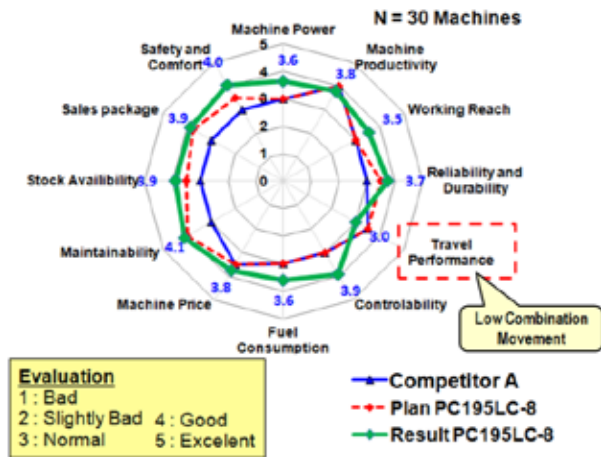 N = 30 Machines
Machine Power
5
Safety and
Comfort
4.0
4
3.6
Machine
Productivity
3.8
Sales package
3.9
3
Working Reach
3.5
2
1
Stock Availibility
3.9
0
Reliability and
Durability
3.7
Maintainability
4.1
3.0
Travel
Performance
Machine Price
3.8
3.6
3.9
Controlability
Fuel
Consumption
Low Combination
Movement
Evaluation
1 : Bad
2 : Slightly Bad
4 : Good
3 : Normal
5 : Excelent
Competitor A
Plan PC195LC-8
Result PC195LC-8